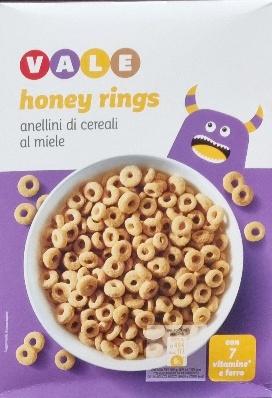 VALE
honey rings
anellini di cereali
al miele
con
7
vitamine*
e ferro